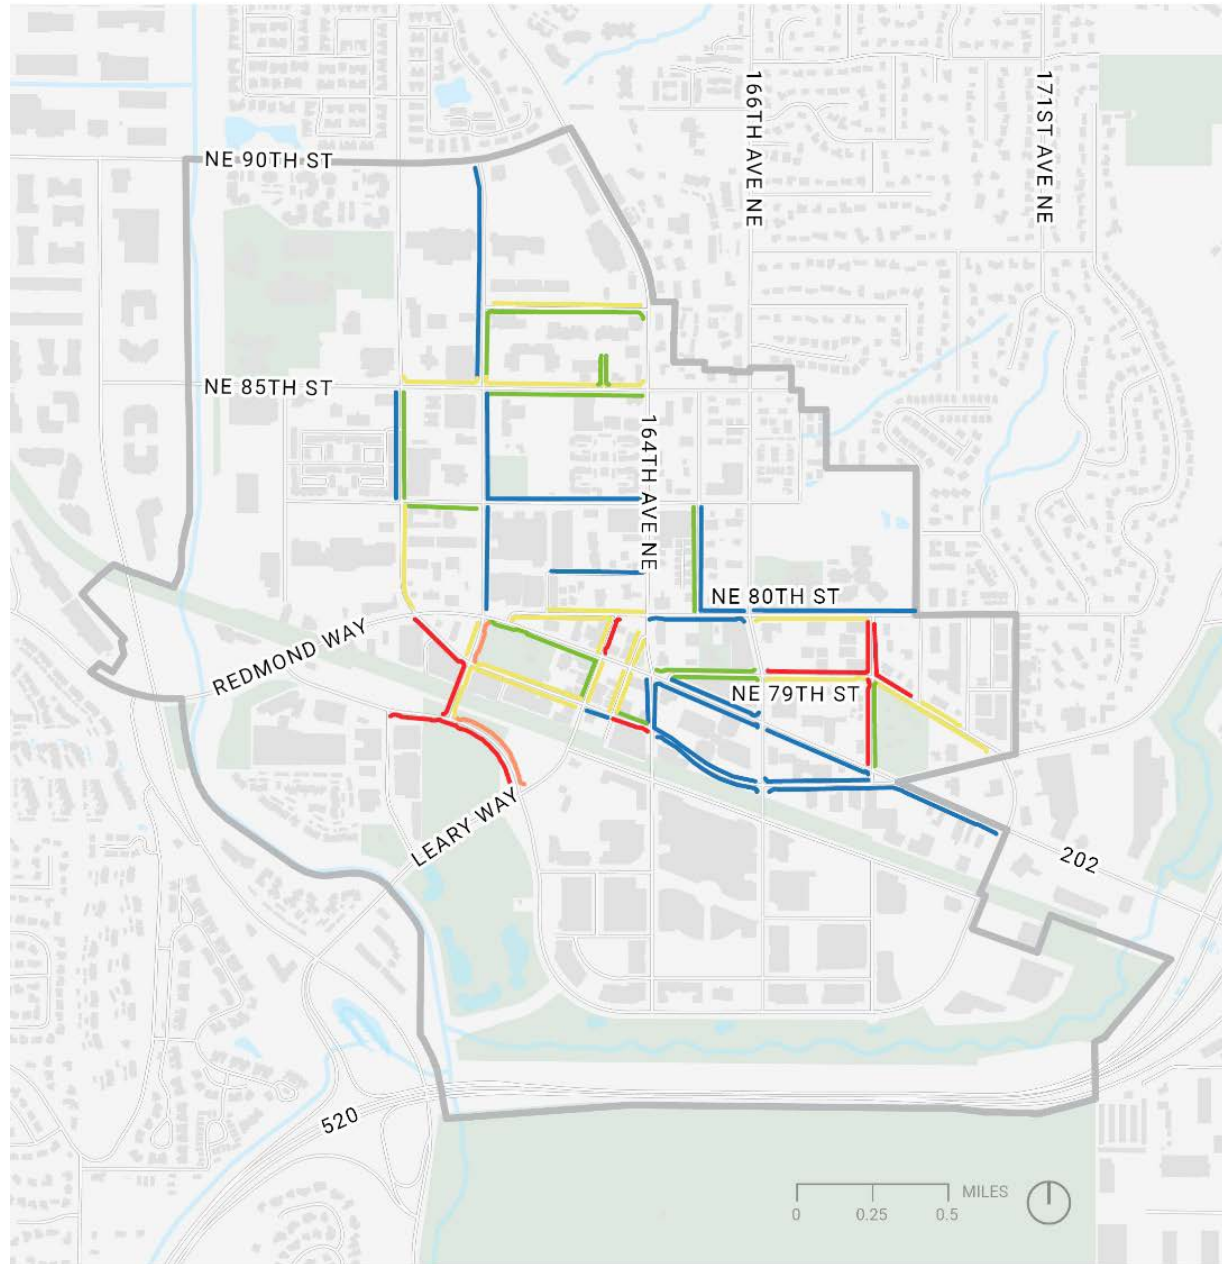 166TH AVE NE
171ST AVE NE
NE 90TH ST
NE 85TH ST
164TH AVE NE
NE 80TH ST
REDMOND WAY
NE 79TH ST
LEARY WAY
202
520
MILES
0 0.25 0.5